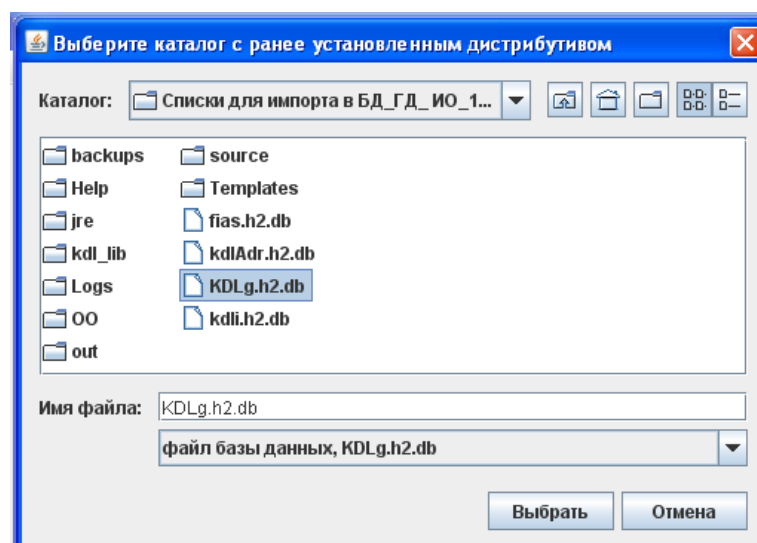 Выберите каталог с ранее установленным дистрибутивом
Каталог: Списки для импорта в БД_ГД_ ИО_1...
backups source
Help Templates
jre fias.h2.db
kdl_lib kdlAdr.h2.db
Logs KDLg.h2.db
OO kdli.h2.db
out
Имя файла: KDLg.h2.db
файл базы данных, KDLg.h2.db
Выбрать Отмена